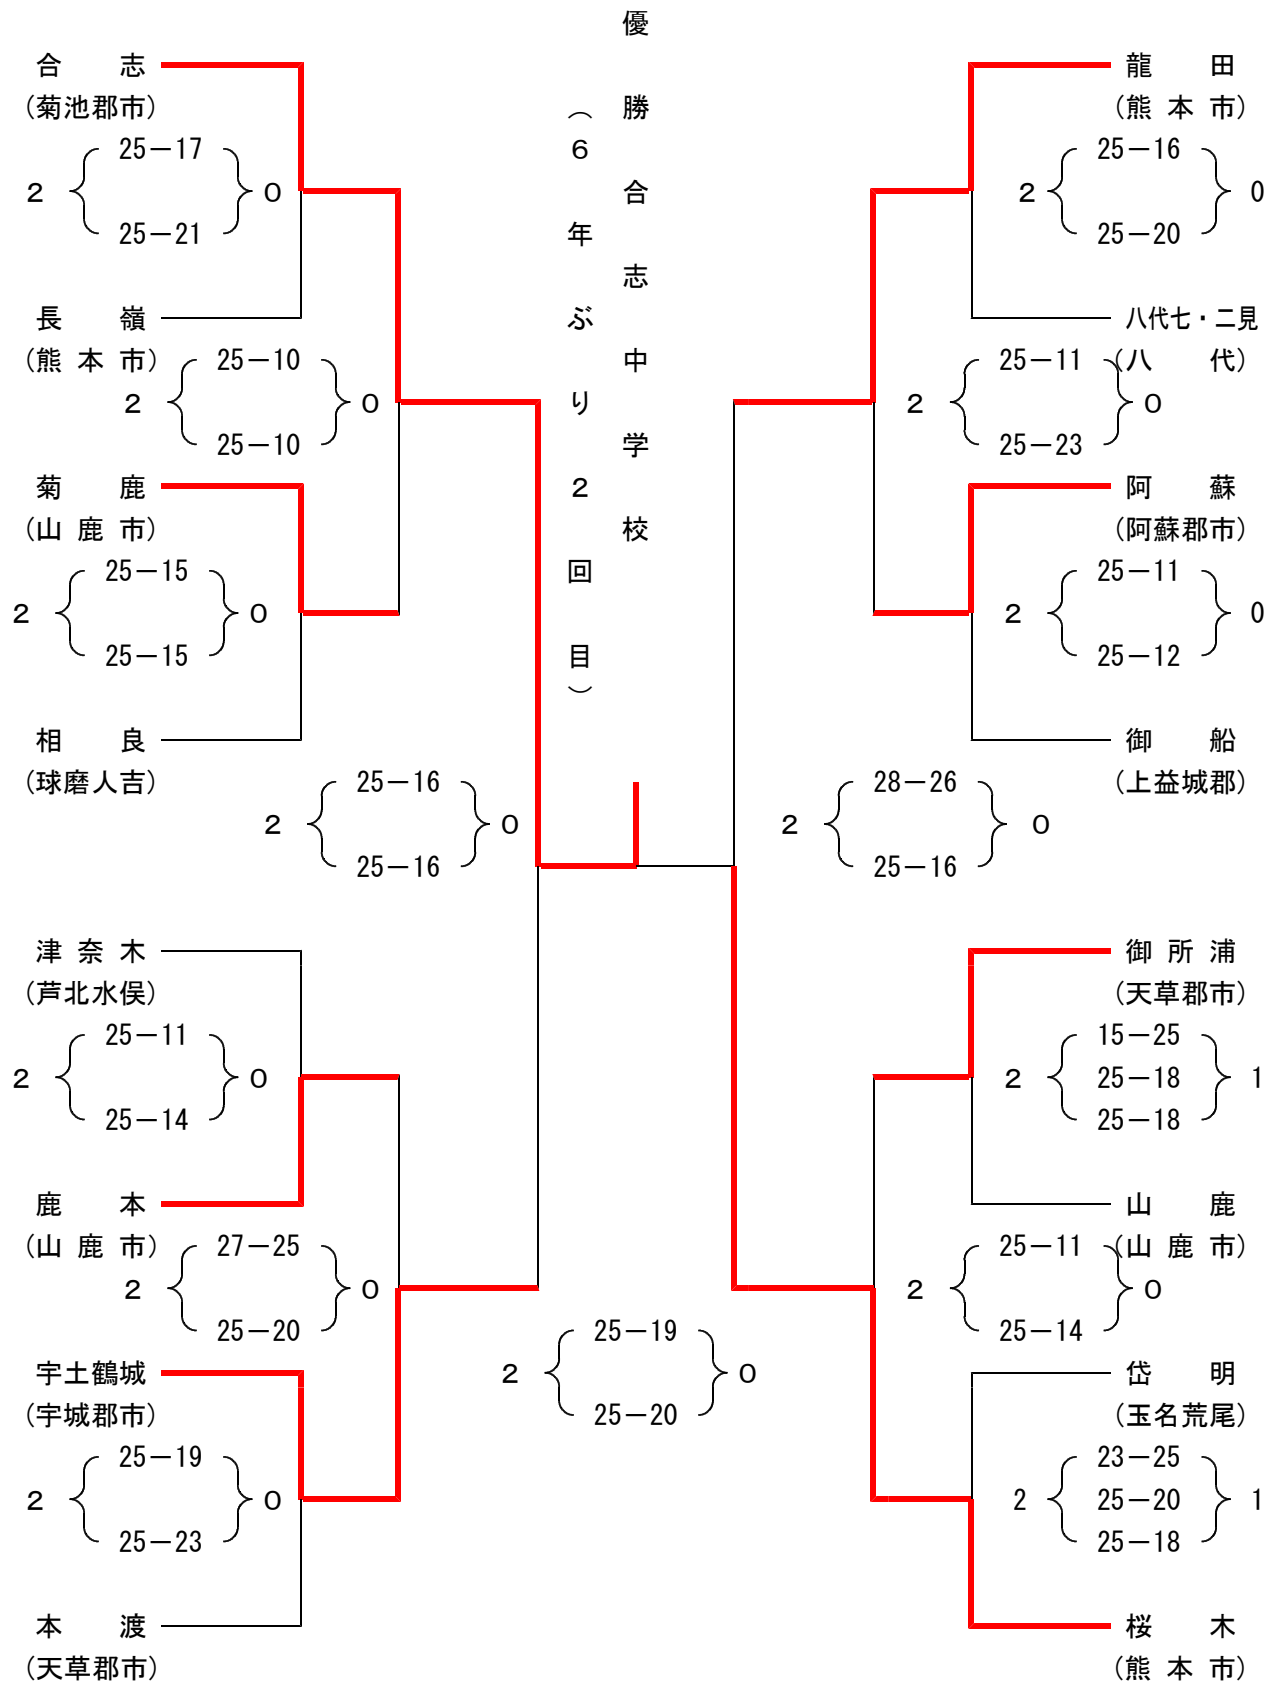 優勝 合志中学校
（６年ぶり２回目）
合志
（菊池郡市）
25－17
2 0
25－21
長嶺
（熊本市）
25－10
2 0
25－10
菊鹿
（山鹿市）
25－15
2 0
25－15
相良
（球磨人吉）
25－16
2 0
25－16
津奈木
（芦北水俣）
25－11
2 0
25－14
鹿本
（山鹿市）
27－25
2 0
25－20
宇土鶴城
（宇城郡市）
25－19
2 0
25－23
本渡
（天草郡市）
25－19
2 0
25－20
龍田
（熊本市）
25－16
2 0
25－20
八代七・二見
（八代）
25－11
2 0
25－23
阿蘇
（阿蘇郡市）
25－11
2 0
25－12
御船
（上益城郡）
28－26
2 0
25－16
御所浦
（天草郡市）
15－25
2 25－18 1
25－18
山鹿
（山鹿市）
25－11
2 0
25－14
岱明
（玉名荒尾）
23－25
2 25－20 1
25－18
桜木
（熊本市）